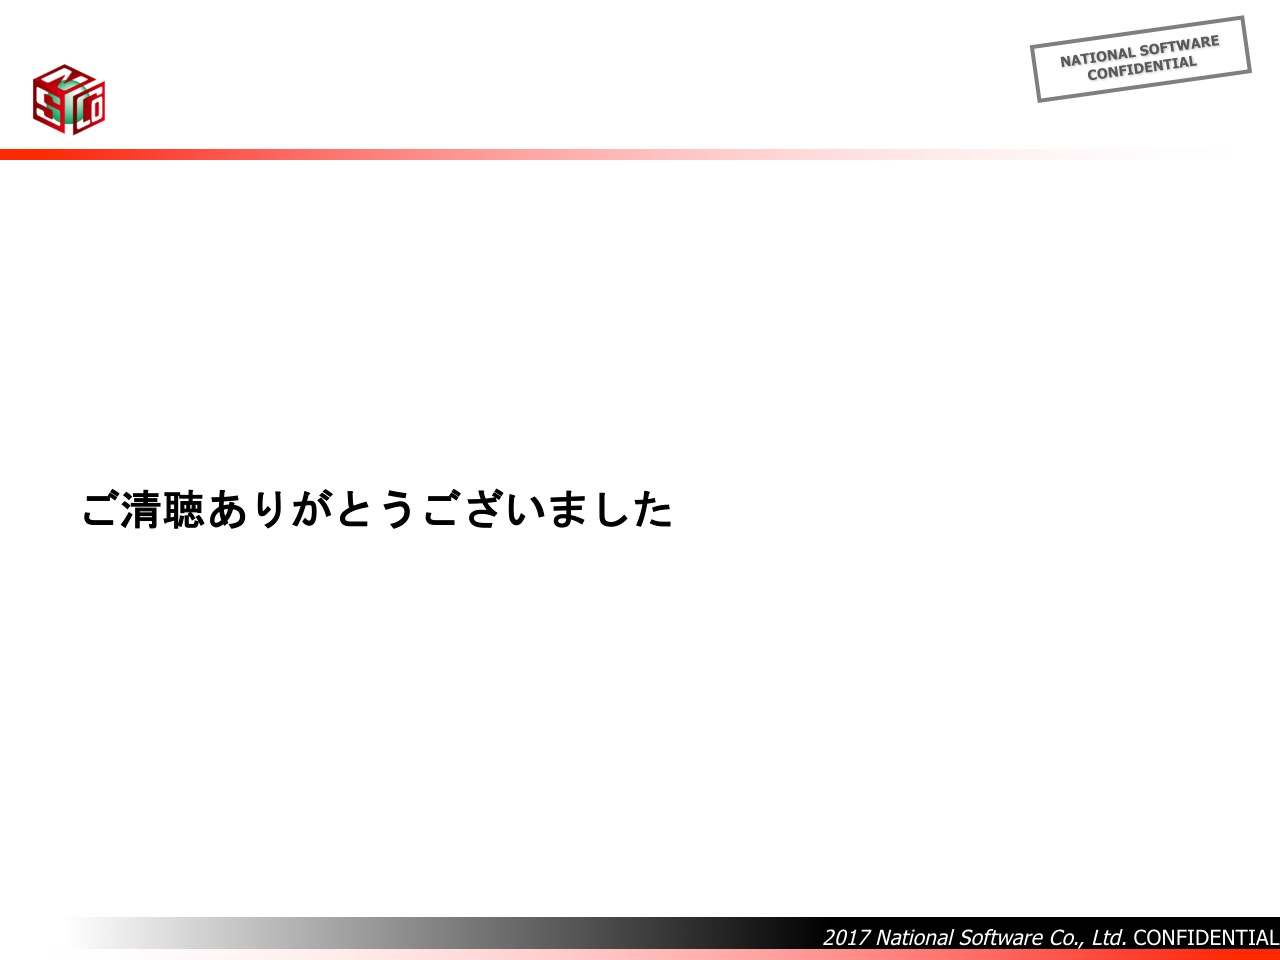 NATIONAL SOFTWARE
CONFIDENTIAL
ご清聴ありがとうございました
2017 National Software Co., Ltd. CONFIDENTIAL